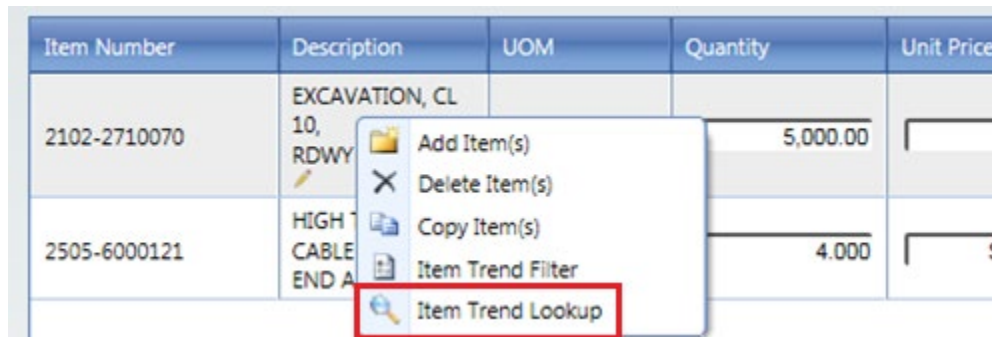 Item Number Description UOM Quantity Unit Price
EXCAVATION, CL
2102-2710070 10, 5,000.00
RDWY
Add Item(s)
Delete Item(s)
HIGH
Copy Item(s)
2505-6000121 CABLE 4.000
Item Trend Filter
END A
Item Trend Lookup